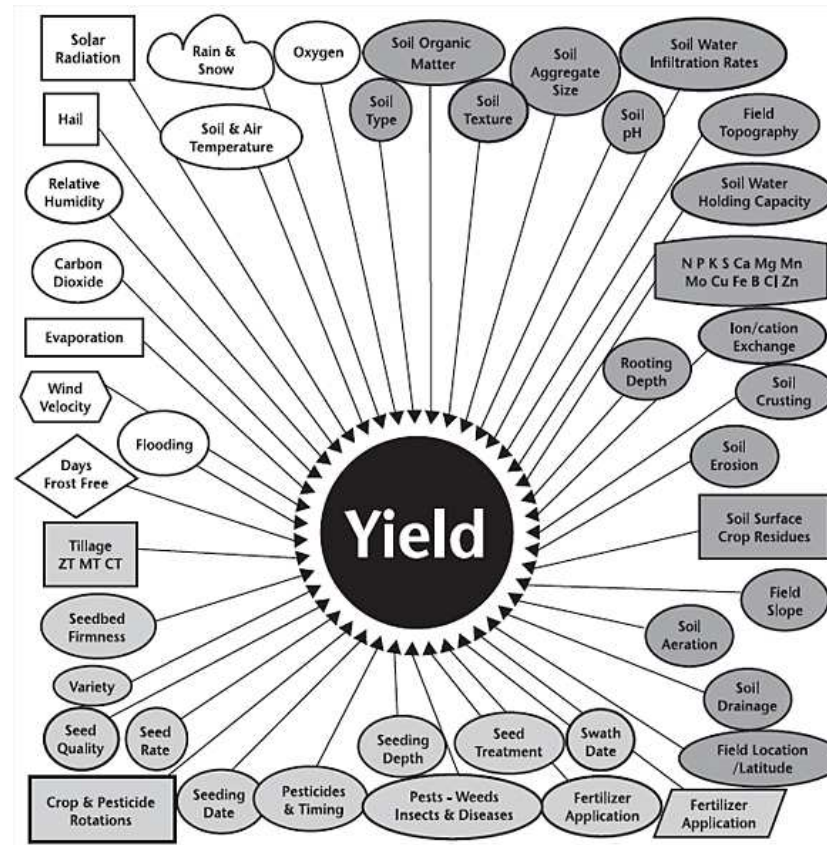 Solar
Radiation
Rain &
Snow
Oxygen
Soil Organic
Matter
Soil
Aggregate
Size
Soil Water
Infiltration Rates
Hail
Soil & Air
Temperature
Soil
Type
Soil
Texture
Soil
pH
Field
Topography
Relative
Humidity
Soil Water
Holding Capacity
Carbon
Dioxide
N P K S Ca Mg Mn
Mo Cu Fe B Cl Zn
Evaporation
Ion/cation
Exchange
Rooting
Depth
Wind
Velocity
Soil
Crusting
Flooding
Days
Frost Free
Soil
Erosion
Yield
Tillage
ZT MT CT
Soil Surface
Crop Residues
Seedbed
Firmness
Field
Slope
Soil
Aeration
Variety
Soil
Drainage
Seed
Quality
Seed
Rate
Seeding
Depth
Seed
Treatment
Swath
Date
Field Location
/Latitude
Crop & Pesticide
Rotations
Seeding
Date
Pesticides
& Timing
Pests - Weeds
Insects & Diseases
Fertilizer
Application
Fertilizer
Application